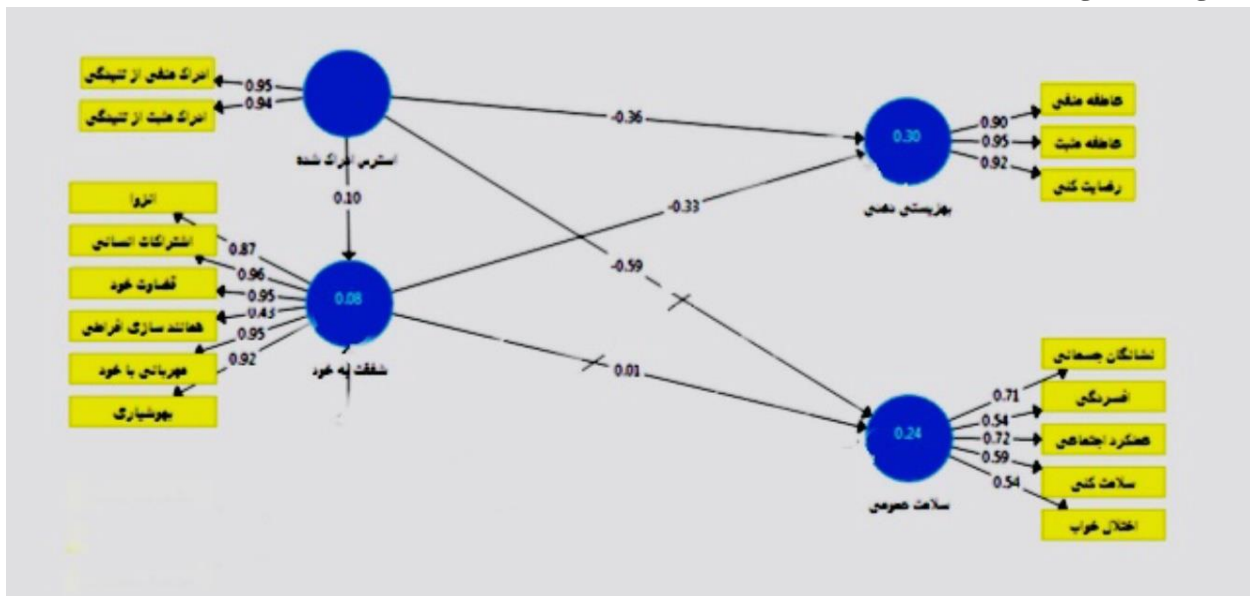 ادراک منفی از تنیدگی
0.95
ادراک مثبت از تنیدگی
0.94
استرس ادراک شده
0.10
-0.36
-0.33
-0.59
0.01
انزوا
0.87
اشتراکات انسانی
0.96
قضاوت خود
0.95
همانند سازی افراطی
0.43
مهربانی با خود
0.95
بهوشیاری
0.92
0.08
شفقت به خود
عاطفه منفی
0.90
عاطفه مثبت
0.95
رضایت کلی
0.92
0.30
بهزیستی ذهنی
نشانگان جسمانی
0.71
افسردگی
0.54
عملکرد اجتماعی
0.72
سلامت کلی
0.59
اختلال خواب
0.54
0.24
سلامت عمومی